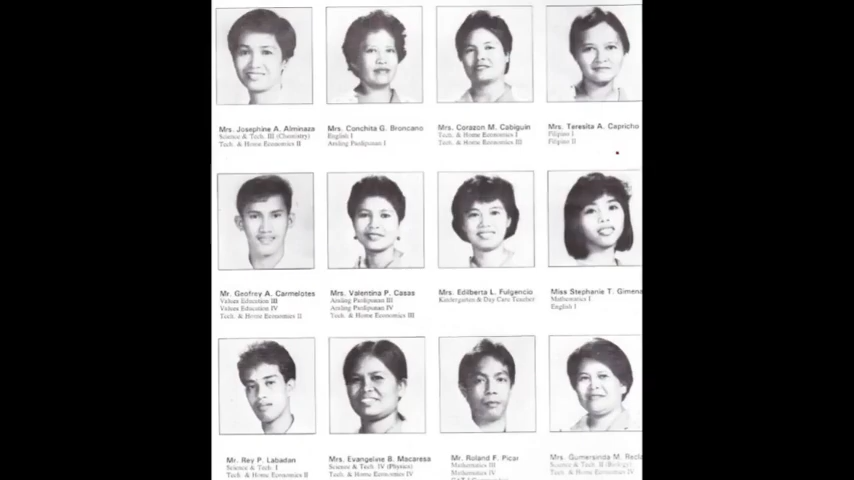 Mrs. Josephine A. Alminaza
Science & Tech. III (Chemistry)
Tech. & Home Economics II
Mrs. Conchita G. Broncano
English I
Araling Panlipunan I
Mrs. Corazon M. Cabiguin
Tech. & Home Economics I
Tech. & Home Economics III
Mrs. Teresita A. Capricho
Filipino I
Filipino II
Mr. Geofrey A. Carmelotes
Values Education III
Values Education IV
Tech. & Home Economics II
Mrs. Valentina P. Casas
Araling Panlipunan III
Araling Panlipunan IV
Tech. & Home Economics III
Mrs. Edilberta L. Fulgencio
Kindergarten & Day Care Teacher
Miss Stephanie T. Gimena
Mathematics I
English I
Mr. Rey P. Labadan
Science & Tech. I
Tech. & Home Economics II
Mrs. Evangeline B. Macaresa
Science & Tech. IV (Physics)
Tech. & Home Economics IV
Mr. Roland F. Picar
Mathematics III
Mathematics IV
Mrs. Gumersinda M.
Science & Tech. II (Biology)
Tech. & Home Economics IV